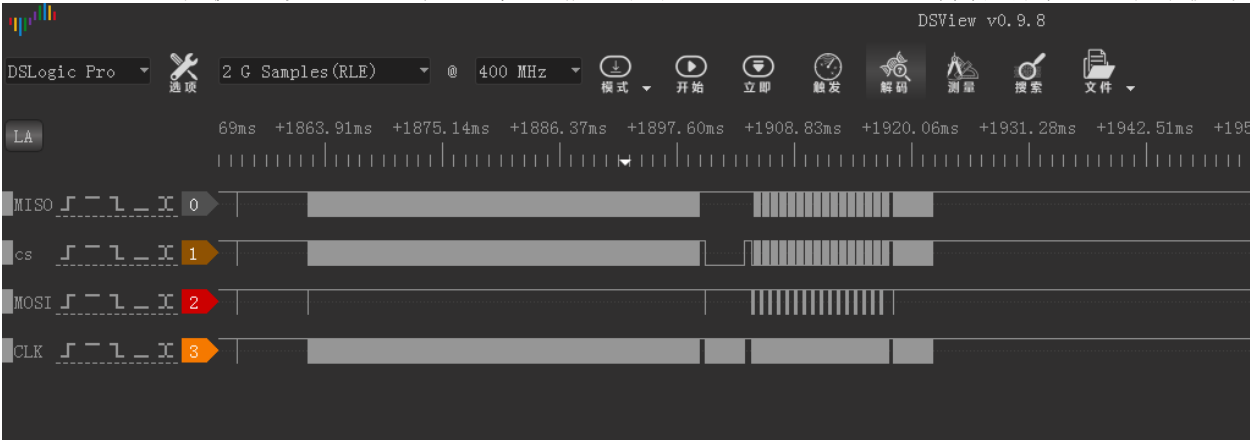 DSView v0.9.8
DSLogic Pro 选项 2 G Samples(RLE) @ 400 MHz 模式 开始 立即 触发 解码 测量 搜索 文件
LA 69ms +1863.91ms +1875.14ms +1886.37ms +1897.60ms +1908.83ms +1920.06ms +1931.28ms +1942.51ms +195
MISO 0
cs 1
MOSI 2
CLK 3